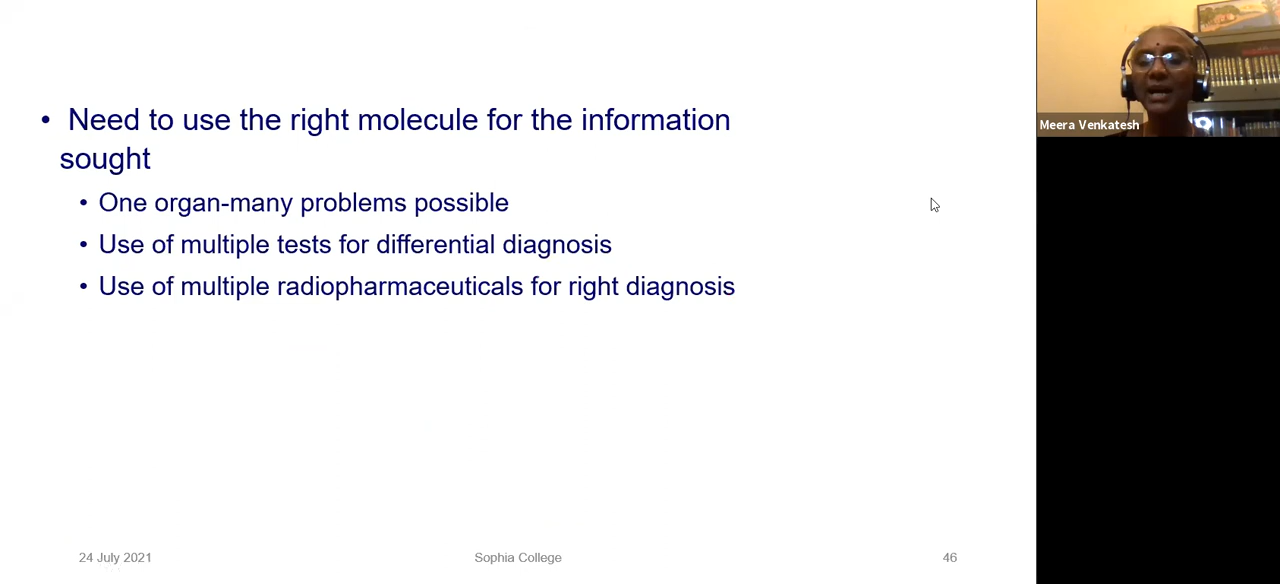 • Need to use the right molecule for the information
sought
• One organ-many problems possible
• Use of multiple tests for differential diagnosis
• Use of multiple radiopharmaceuticals for right diagnosis
24 July 2021
Sophia College
46
Meera Venkatesh